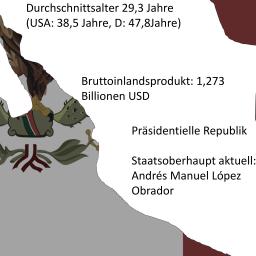 Durchschnittsalter 29,3 Jahre
(USA: 38,5 Jahre, D: 47,8Jahre)
Bruttoinlandsprodukt: 1,273
Billionen USD
Präsidentielle Republik
Staatsoberhaupt aktuell:
Andrés Manuel López
Obrador